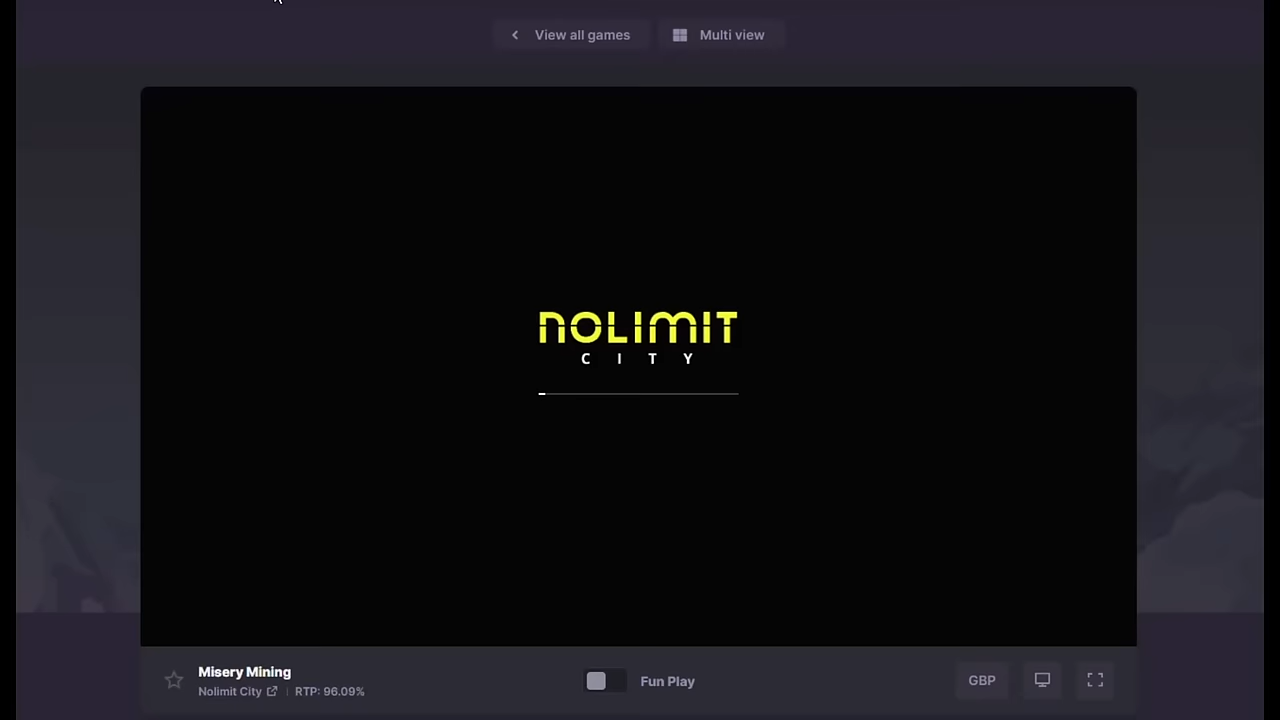 View all games
Multi view
NOLIMIT
CITY
Misery Mining
Nolimit City
RTP: 96.09%
Fun Play
GBP